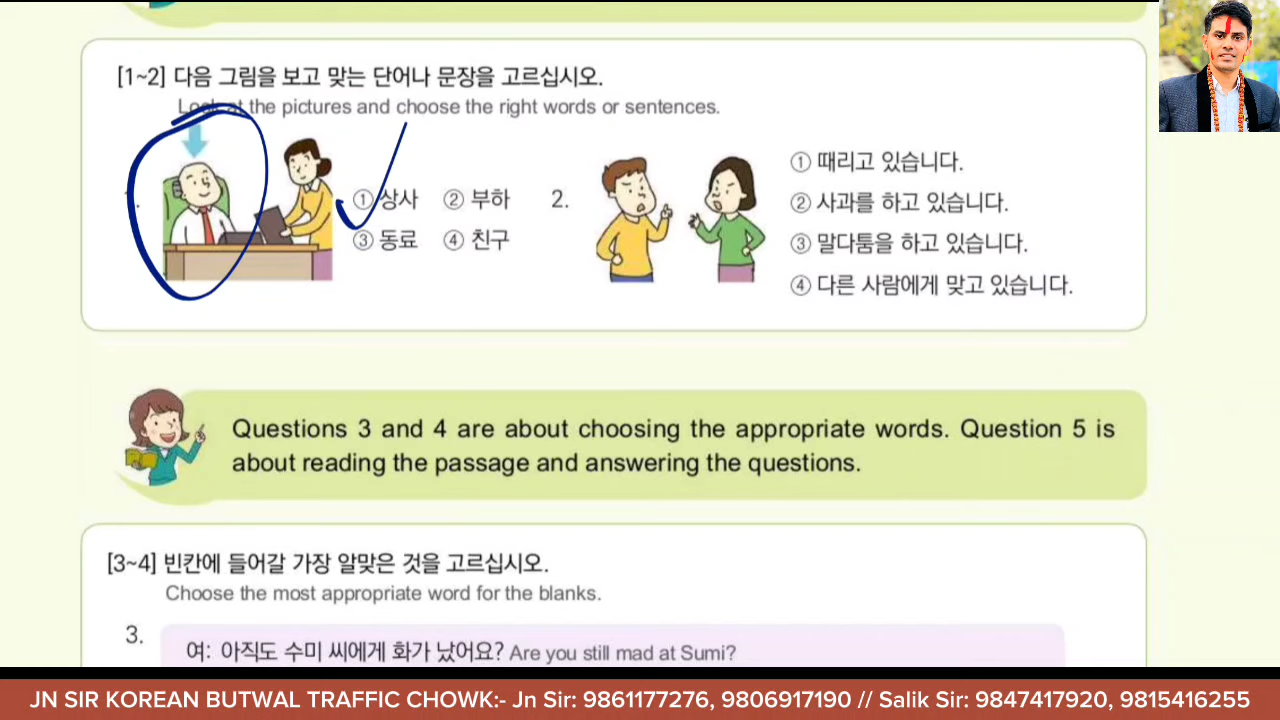 [1~2] 다음 그림을 보고 맞는 단어나 문장을 고르십시오.
Look at the pictures and choose the right words or sentences.
① 상사 ② 부하
③ 동료 ④ 친구
2.
① 때리고 있습니다.
② 사과를 하고 있습니다.
③ 말다툼을 하고 있습니다.
④ 다른 사람에게 맞고 있습니다.
Questions 3 and 4 are about choosing the appropriate words. Question 5 is
about reading the passage and answering the questions.
[3~4] 빈칸에 들어갈 가장 알맞은 것을 고르십시오.
Choose the most appropriate word for the blanks.
3.
여: 아직도 수미 씨에게 화가 났어요? Are you still mad at Sumi?
JN SIR KOREAN BUTWAL TRAFFIC CHOWK:- Jn Sir: 9861177276, 9806917190 // Salik Sir: 9847417920, 9815416255